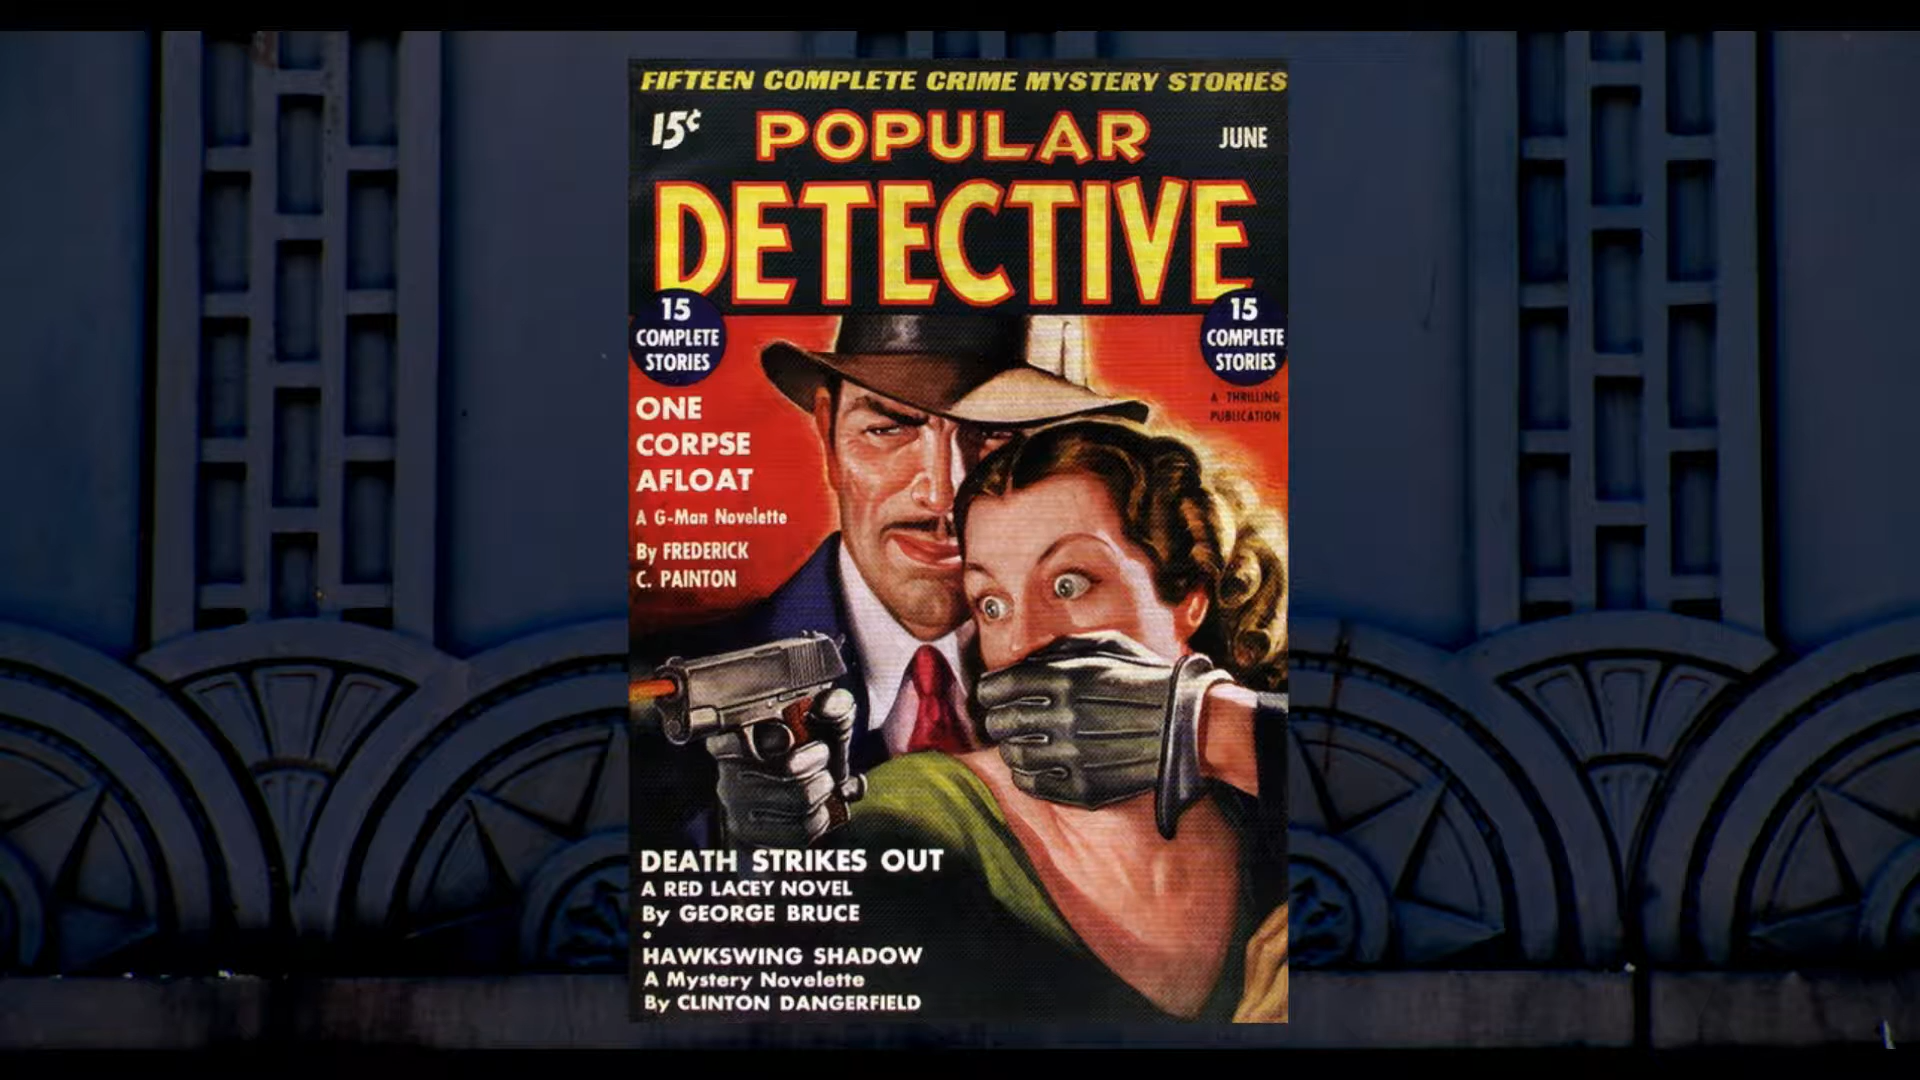 FIFTEEN COMPLETE CRIME MYSTERY STORIES
15¢
POPULAR
JUNE
DETECTIVE
15
COMPLETE
STORIES
15
COMPLETE
STORIES
A THRILLING
PUBLICATION
ONE
CORPSE
AFLOAT
A G-Man Novelette
By FREDERICK
C. PAINTON
DEATH STRIKES OUT
A RED LACEY NOVEL
By GEORGE BRUCE
•
HAWKSWING SHADOW
A Mystery Novelette
By CLINTON DANGERFIELD